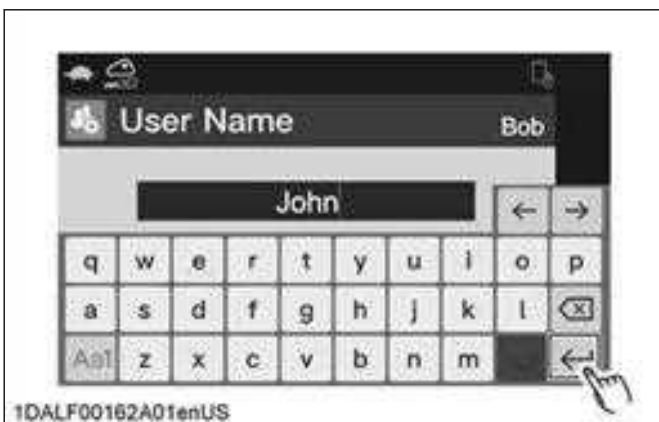 User Name Bob
John
← →
q w e r t y u i o p
a s d f g h j k l
Aa1 z x c v b n m
1DALF00162A01enUS